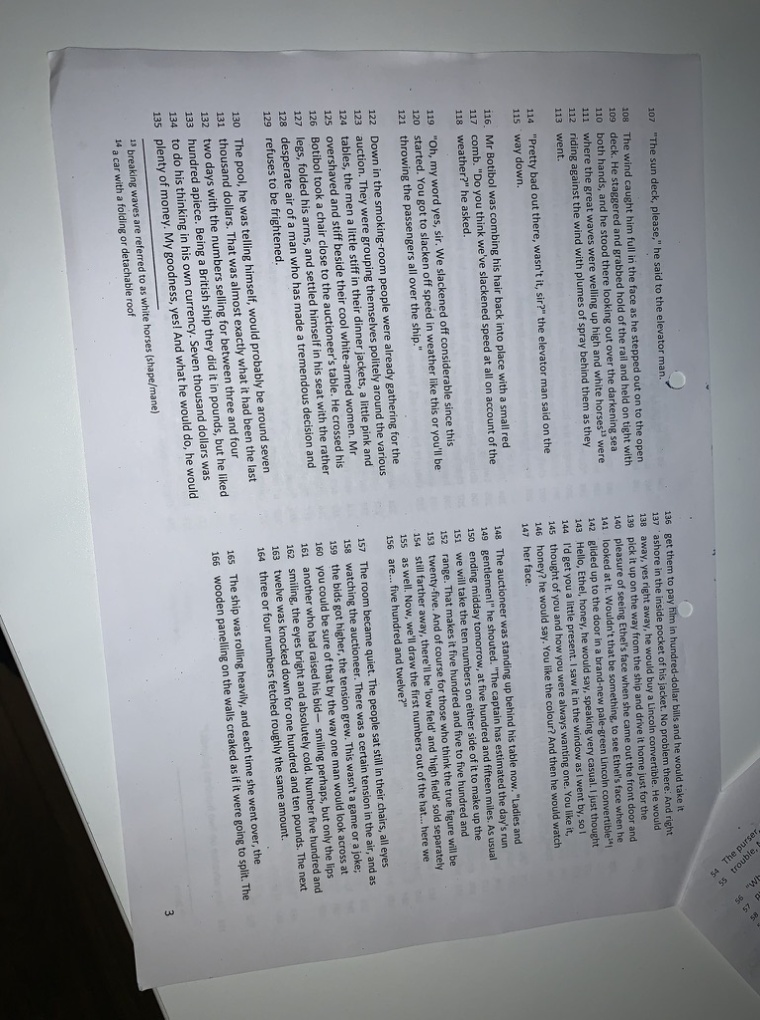 107 "The sun deck, please," he said to the elevator man.
108 The wind caught him full in the face as he stepped out on to the open
109 deck. He staggered and grabbed hold of the rail and held on tight with
110 both hands, and he stood there looking out over the darkening sea
111 where the great waves were welling up high and white horses¹³ were
112 riding against the wind with plumes of spray behind them as they
113 went.
114 "Pretty bad out there, wasn't it, sir?" the elevator man said on the
115 way down.
116 Mr Botibol was combing his hair back into place with a small red
117 comb. "Do you think we've slackened speed at all on account of the
118 weather?" he asked.
119 "Oh, my word yes, sir. We slackened off considerable since this
120 started. You got to slacken off speed in weather like this or you'll be
121 throwing the passengers all over the ship."
122 Down in the smoking-room people were already gathering for the
123 auction. They were grouping themselves politely around the various
124 tables, the men a little stiff in their dinner jackets, a little pink and
125 overshaved and stiff beside their cool white-armed women. Mr
126 Botibol took a chair close to the auctioneer's table. He crossed his
127 legs, folded his arms, and settled himself in his seat with the rather
128 desperate air of a man who has made a tremendous decision and
129 refuses to be frightened.
130 The pool, he was telling himself, would probably be around seven
131 thousand dollars. That was almost exactly what it had been the last
132 two days with the numbers selling for between three and four
133 hundred apiece. Being a British ship they did it in pounds, but he liked
134 to do his thinking in his own currency. Seven thousand dollars was
135 plenty of money. My goodness, yes! And what he would do, he would
¹³ breaking waves are referred to as white horses (shape/mane)
¹⁴ a car with a folding or detachable roof
136 get them to pay him in hundred-dollar bills and he would take it
137 ashore in the inside pocket of his jacket. No problem there. And right
138 away, yes right away, he would buy a Lincoln convertible. He would
139 pick it up on the way from the ship and drive it home just for the
140 pleasure of seeing Ethel's face when she came out the front door and
141 looked at it. Wouldn't that be something, to see Ethel's face when he
142 glided up to the door in a brand-new pale-green Lincoln convertible¹⁴!
143 Hello, Ethel, honey, he would say, speaking very casual. I just thought
144 I'd get you a little present. I saw it in the window as I went by, so I
145 thought of you and how you were always wanting one. You like it,
146 honey? he would say. You like the colour? And then he would watch
147 her face.
148 The auctioneer was standing up behind his table now. "Ladies and
149 gentlemen!" he shouted. "The captain has estimated the day's run
150 ending midday tomorrow, at five hundred and fifteen miles. As usual
151 we will take the ten numbers on either side of it to make up the
152 range. That makes it five hundred and five to five hundred and
153 twenty-five. And of course for those who think the true figure will be
154 still farther away, there'll be 'low field' and 'high field' sold separately
155 as well. Now, we'll draw the first numbers out of the hat... here we
156 are... five hundred and twelve?"
157 The room became quiet. The people sat still in their chairs, all eyes
158 watching the auctioneer. There was a certain tension in the air, and as
159 the bids got higher, the tension grew. This wasn't a game or a joke;
160 you could be sure of that by the way one man would look across at
161 another who had raised his bid— smiling perhaps, but only the lips
162 smiling, the eyes bright and absolutely cold. Number five hundred and
163 twelve was knocked down for one hundred and ten pounds. The next
164 three or four numbers fetched roughly the same amount.
165 The ship was rolling heavily, and each time she went over, the
166 wooden panelling on the walls creaked as if it were going to split. The
3
54 The purser
55 trouble,
56 "Wh
57
58